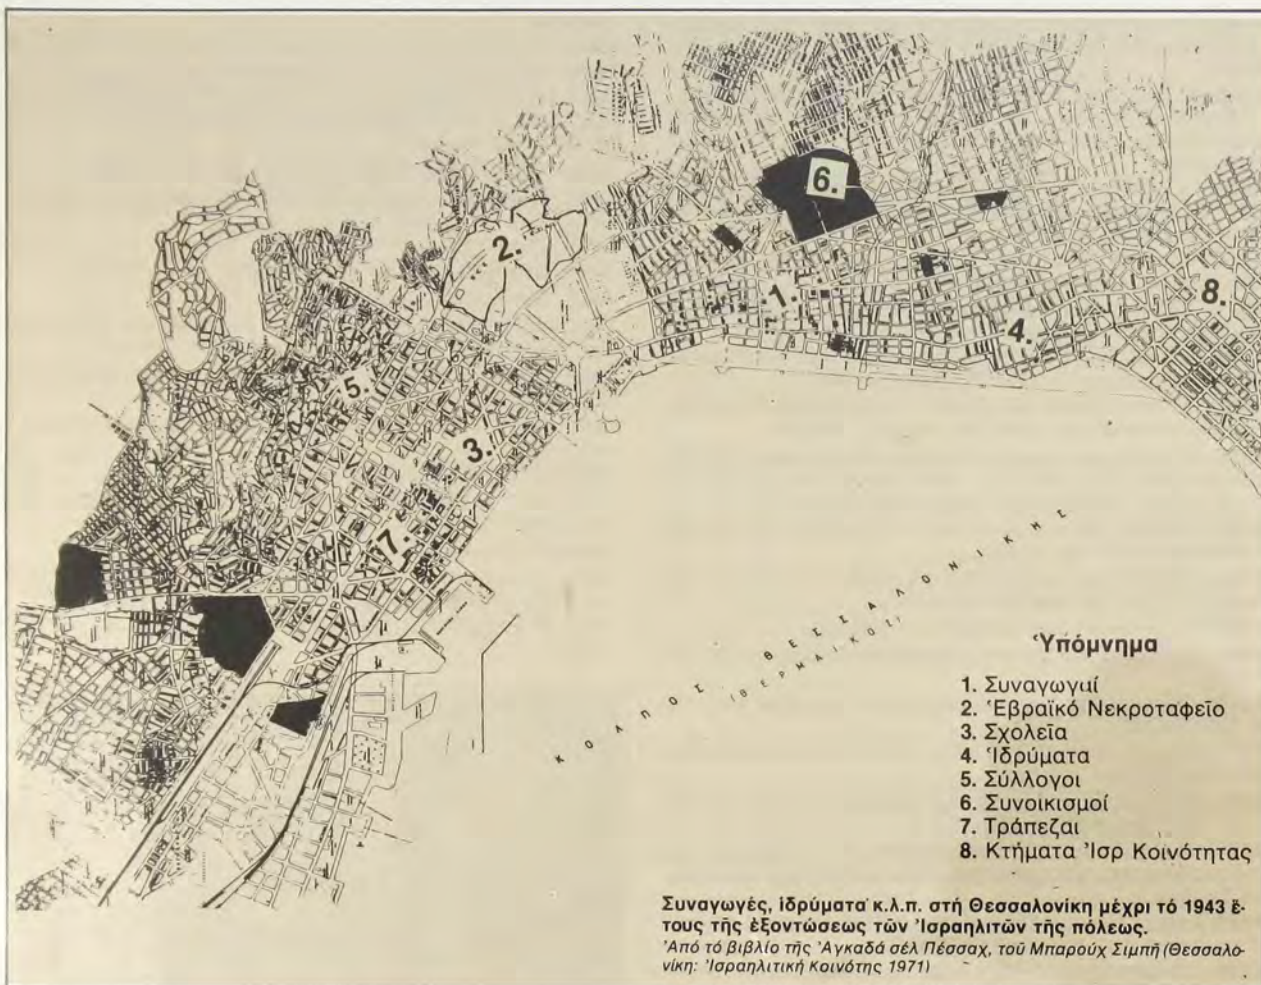 6.
2.
1.
8.
4.
5.
3.
7.
ΚΟΛΠΟΣ ΘΕΣΣΑΛΟΝΙΚΗΣ
(ΘΕΡΜΑΙΚΟΣ)
Ὑπόμνημα
1. Συναγωγαί
2. Ἑβραϊκό Νεκροταφεῖο
3. Σχολεῖα
4. Ἱδρύματα
5. Σύλλογοι
6. Συνοικισμοί
7. Τράπεζαι
8. Κτήματα Ἰσρ Κοινότητας
Συναγωγές, ἱδρύματα κ.λ.π. στή Θεσσαλονίκη μέχρι τό 1943 ἔ-
τους τῆς ἐξοντώσεως τῶν Ἰσραηλιτῶν τῆς πόλεως.
Ἀπό τό βιβλίο τῆς Ἀγκαδά σέλ Πέσσαχ, τοῦ Μπαρούχ Σιμπῆ (Θεσσαλο-
νίκη: Ἰσραηλιτική Κοινότης 1971)